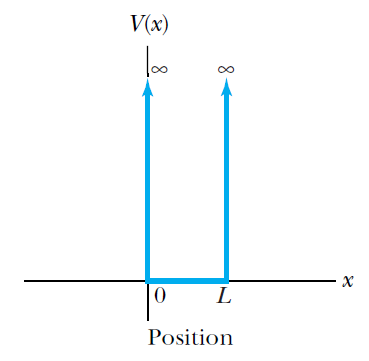 V(x)
∞ ∞
x
0 L
Position